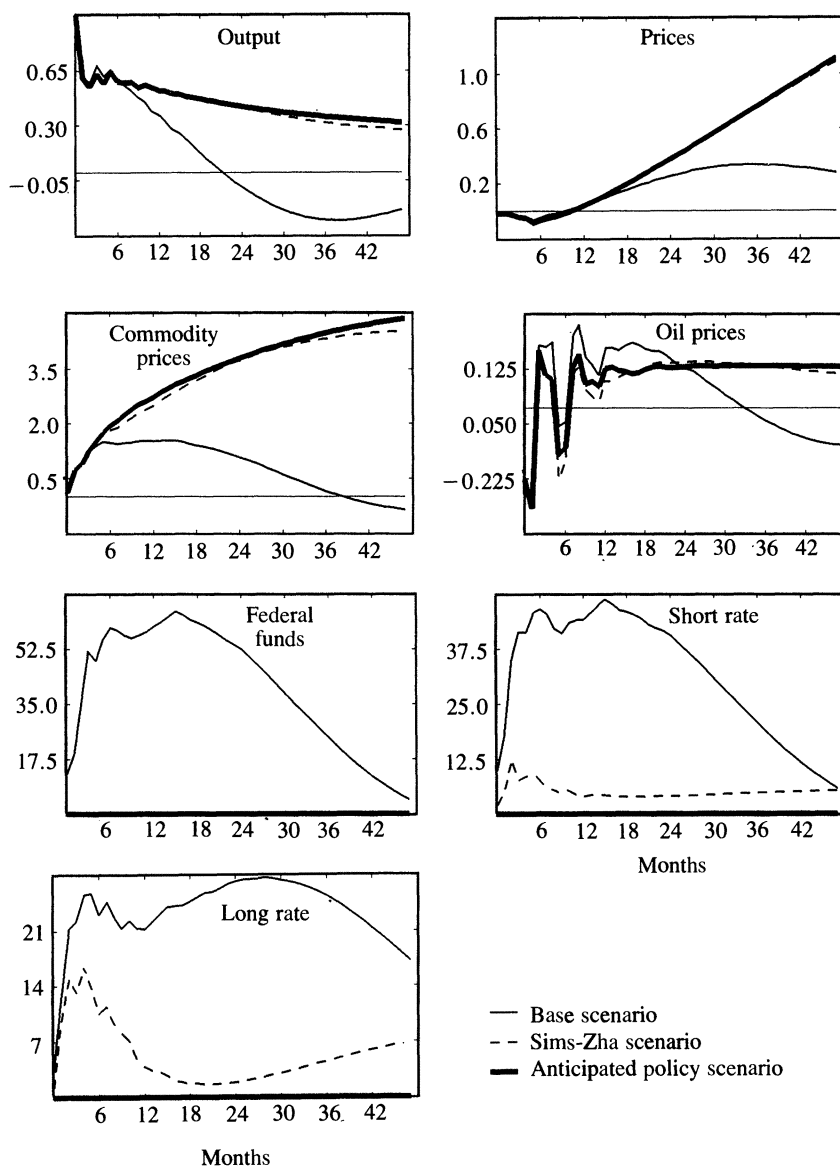 Output
0.65
0.30
−0.05
6 12 18 24 30 36 42
Prices
1.0
0.6
0.2
6 12 18 24 30 36 42
Commodity
prices
3.5
2.0
0.5
6 12 18 24 30 36 42
Oil prices
0.125
0.050
−0.225
6 12 18 24 30 36 42
Federal
funds
52.5
35.0
17.5
6 12 18 24 30 36 42
Short rate
37.5
25.0
12.5
6 12 18 24 30 36 42
Months
Long rate
21
14
7
6 12 18 24 30 36 42
Months
Base scenario
Sims-Zha scenario
Anticipated policy scenario